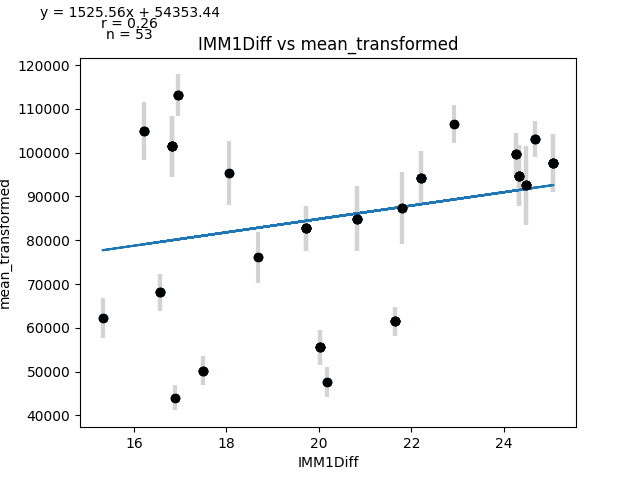 y = 1525.56x + 54353.44
r = 0.26
n = 53
IMM1Diff vs mean_transformed
120000
110000
100000
90000
80000
70000
60000
50000
40000
mean_transformed
16 18 20 22 24
IMM1Diff